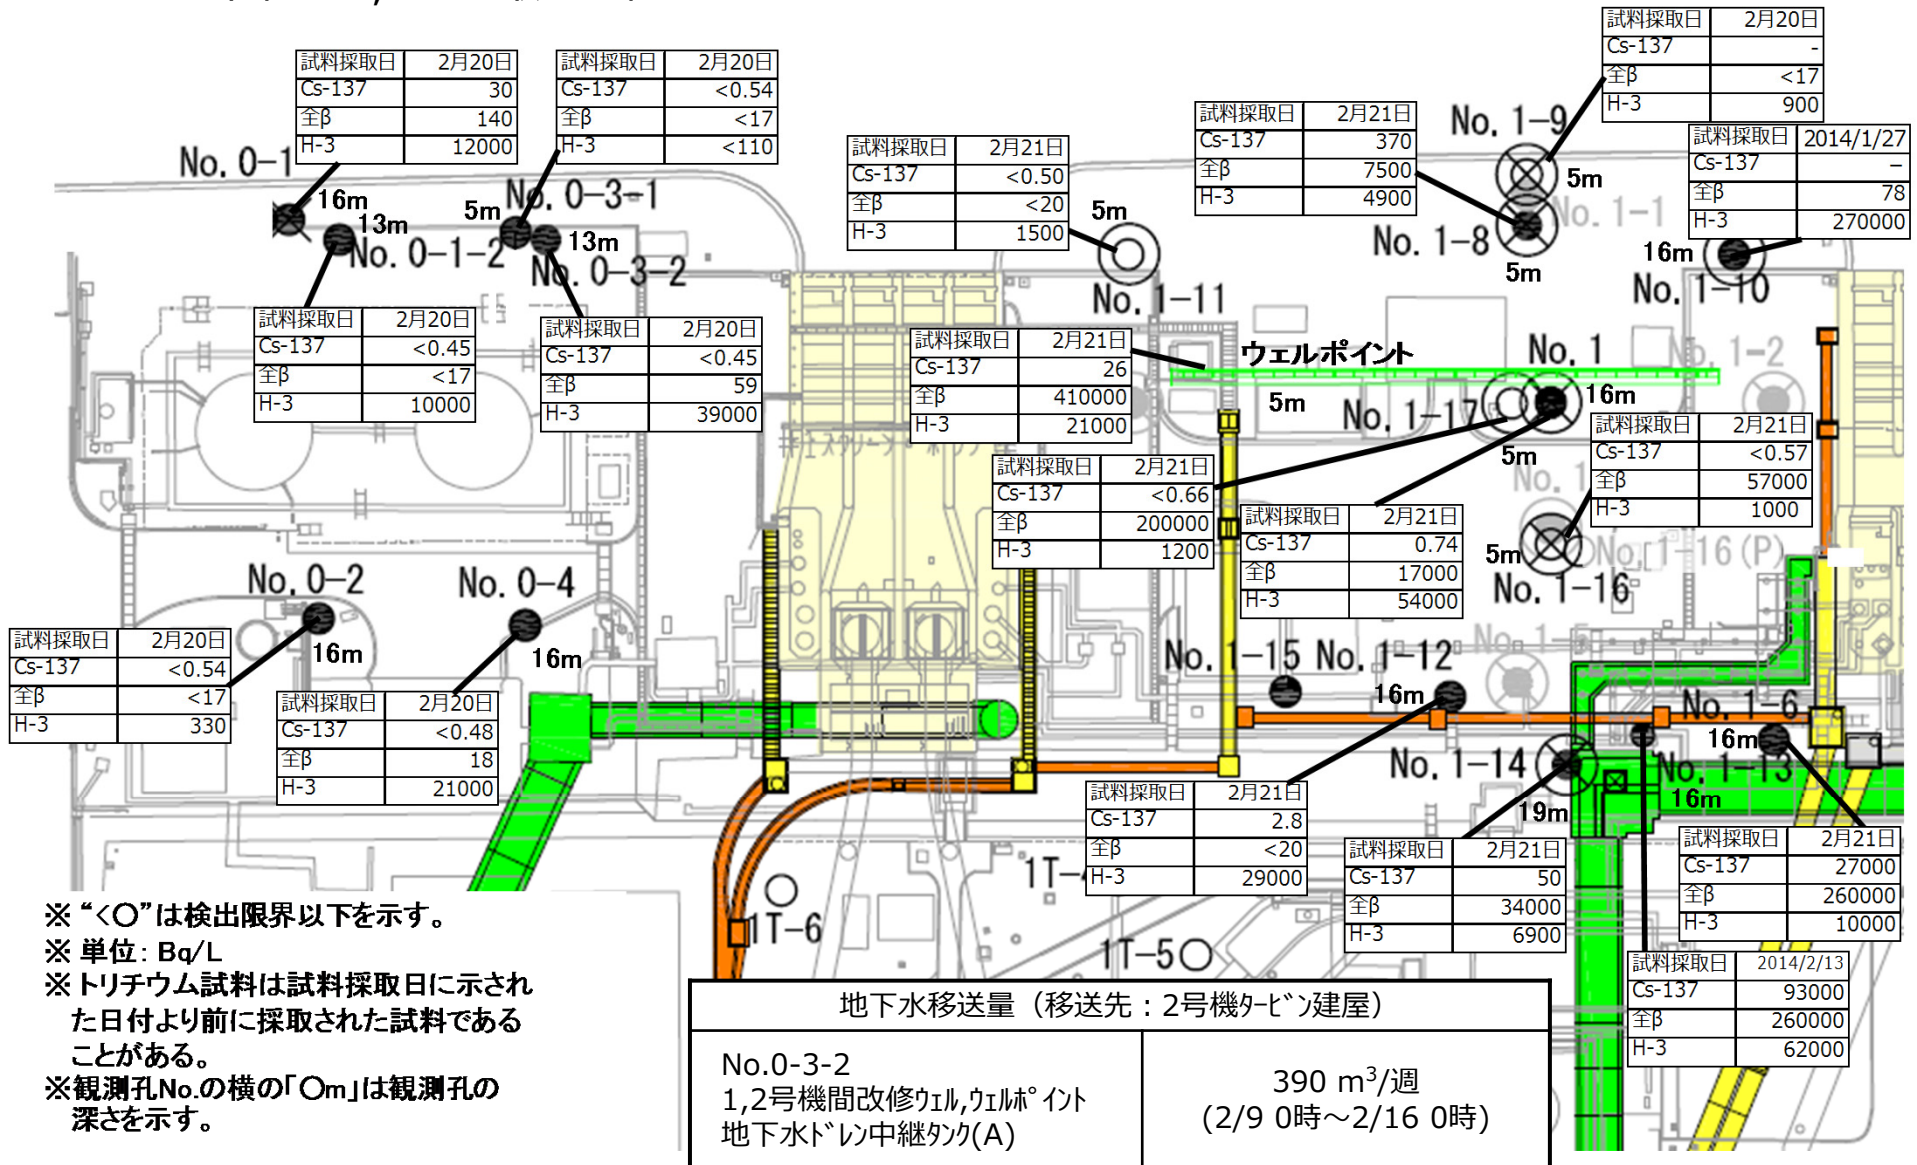 試料採取日 2月20日
Cs-137 -
全β <17
H-3 900
試料採取日 2月20日
Cs-137 30
全β 140
H-3 12000
試料採取日 2月20日
Cs-137 <0.54
全β <17
H-3 <110
試料採取日 2月21日
Cs-137 370
全β 7500
H-3 4900
No. 1-9
試料採取日 2014/1/27
Cs-137 –
全β 78
H-3 270000
試料採取日 2月21日
Cs-137 <0.50
全β <20
H-3 1500
No. 0-1
16m
13m
No. 0-1-2
5m
No. 0-3-1
13m
No. 0-3-2
5m
No. 1-11
5m
No. 1-1
No. 1-8
5m
16m
No. 1-10
試料採取日 2月20日
Cs-137 <0.45
全β <17
H-3 10000
試料採取日 2月20日
Cs-137 <0.45
全β 59
H-3 39000
試料採取日 2月21日
Cs-137 26
全β 410000
H-3 21000
ウェルポイント
5m
No. 1
No. 1-2
16m
No. 1-17
5m
試料採取日 2月21日
Cs-137 <0.57
全β 57000
H-3 1000
試料採取日 2月21日
Cs-137 <0.66
全β 200000
H-3 1200
試料採取日 2月21日
Cs-137 0.74
全β 17000
H-3 54000
No. 1
5m
No. 1-16(P)
No. 1-16
No. 0-2
16m
No. 0-4
16m
試料採取日 2月20日
Cs-137 <0.54
全β <17
H-3 330
試料採取日 2月20日
Cs-137 <0.48
全β 18
H-3 21000
No. 1-15
No. 1-12
16m
No. 1-5
No. 1-6
16m
No. 1-14
19m
No. 1-13
16m
試料採取日 2月21日
Cs-137 2.8
全β <20
H-3 29000
試料採取日 2月21日
Cs-137 50
全β 34000
H-3 6900
試料採取日 2月21日
Cs-137 27000
全β 260000
H-3 10000
試料採取日 2014/2/13
Cs-137 93000
全β 260000
H-3 62000
1T-6
1T-5
※ “<〇”は検出限界以下を示す。
※ 単位: Bq/L
※ トリチウム試料は試料採取日に示され
た日付より前に採取された試料である
ことがある。
※観測孔No.の横の「〇m」は観測孔の
深さを示す。
地下水移送量（移送先：2号機ﾀｰﾋﾞﾝ建屋）
No.0-3-2
1,2号機間改修ｳｪﾙ,ｳｪﾙﾎﾟｲﾝﾄ
地下水ﾄﾞﾚﾝ中継ﾀﾝｸ(A)
390 m³/週
(2/9 0時～2/16 0時)